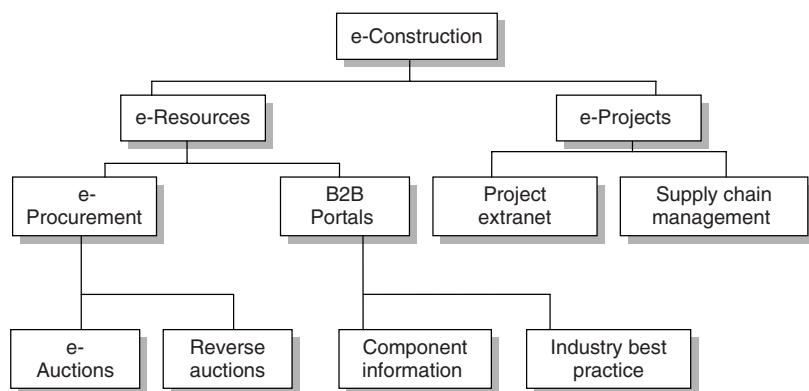 e-Construction
e-Resources
e-Projects
e-
Procurement
B2B
Portals
Project
extranet
Supply chain
management
e-
Auctions
Reverse
auctions
Component
information
Industry best
practice